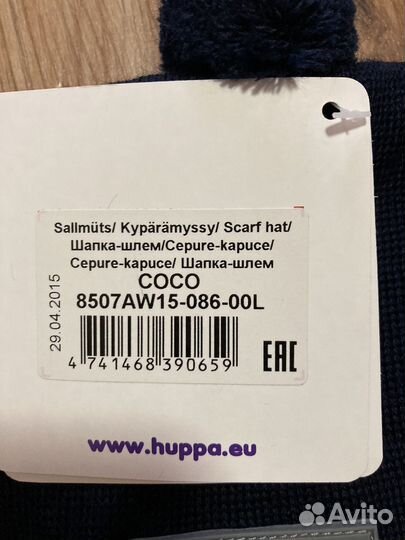 Sallmüts/ Kypärämyssy/ Scarf hat/
Шапка-шлем/Cepure-kapuce/
Cepure-kapuce/ Шапка-шлем
COCO
8507AW15-086-00L
29.04.2015
4 741468 390659
EAC
www.huppa.eu
Avito